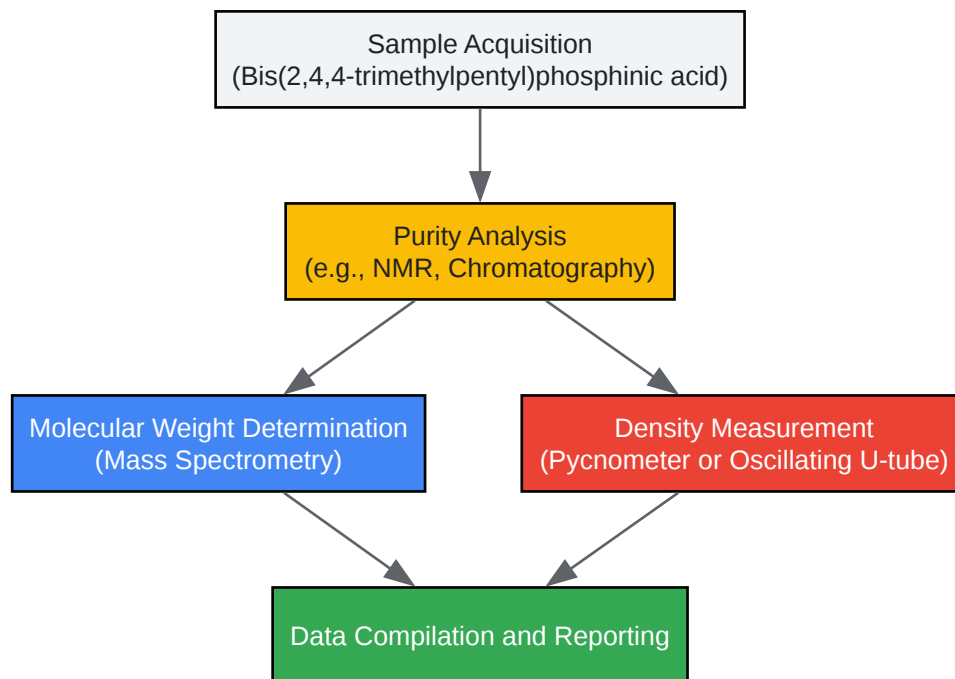 Sample Acquisition
(Bis(2,4,4-trimethylpentyl)phosphinic acid)
Purity Analysis
(e.g., NMR, Chromatography)
Molecular Weight Determination
(Mass Spectrometry)
Density Measurement
(Pycnometer or Oscillating U-tube)
Data Compilation and Reporting